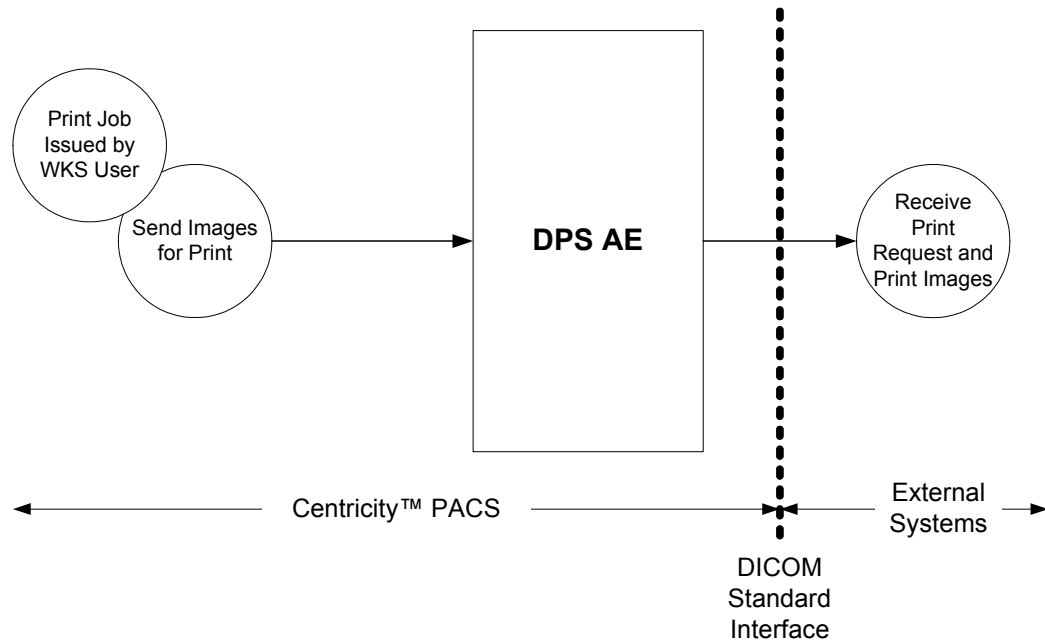 Print Job
Issued by
WKS User
Send Images
for Print
DPS AE
Receive
Print
Request and
Print Images
Centricity™ PACS
External
Systems
DICOM
Standard
Interface